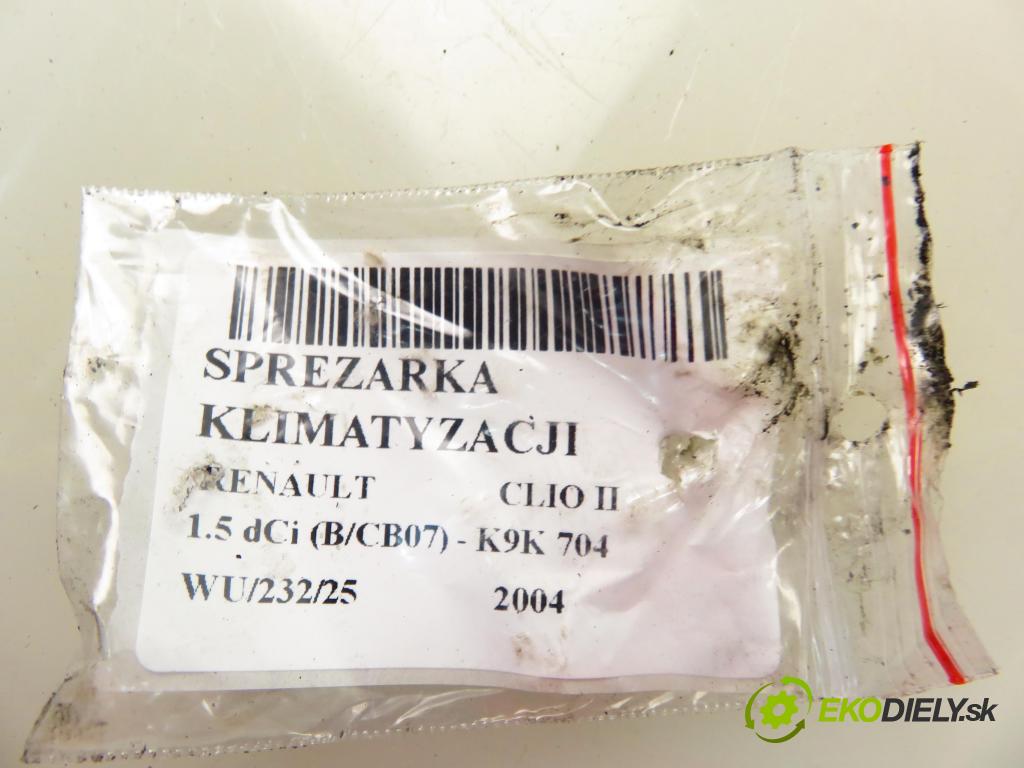 SPREZARKA
KLIMATYZACJI
RENAULT CLIO II
1.5 dCi (B/CB07) - K9K 704
WU/232/25 2004
EKODIELY.sk